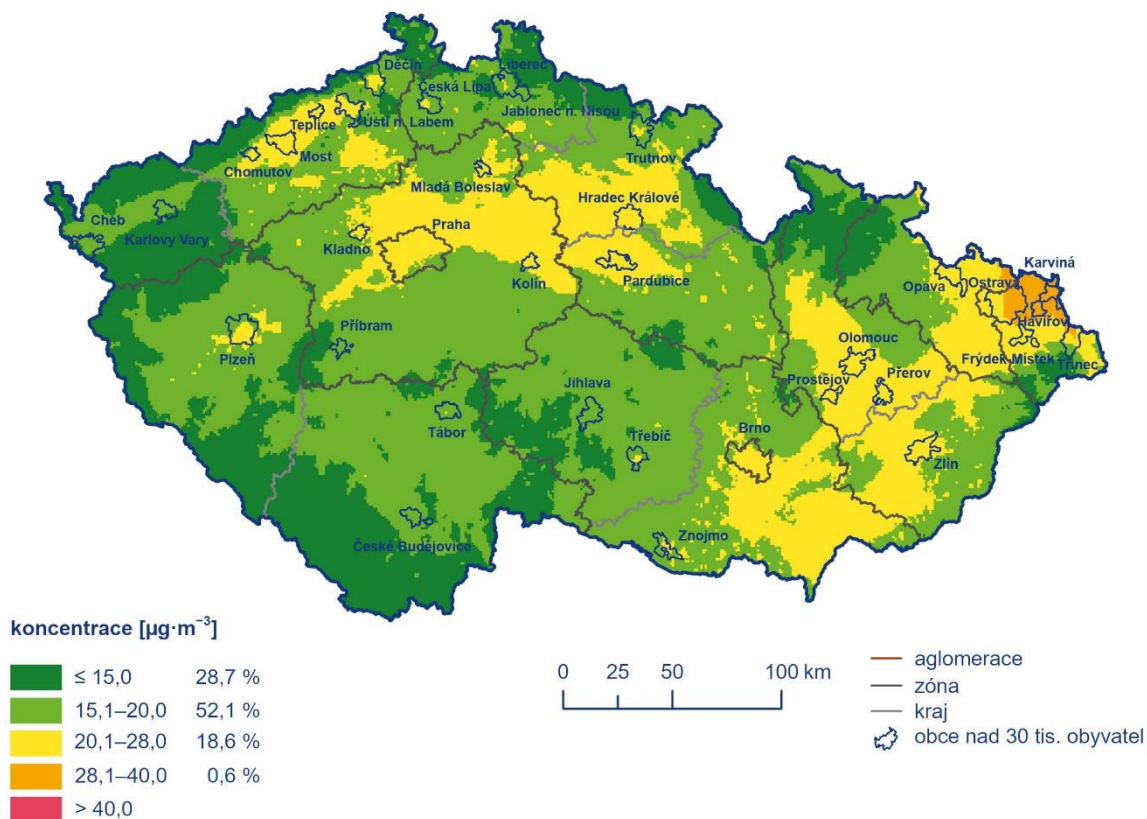 Děčín
Liberec
Česká Lípa
Jablonec n. Nisou
Teplice
Ústí n. Labem
Most
Chomutov
Trutnov
Mladá Boleslav
Hradec Králové
Cheb
Karlovy Vary
Praha
Kladno
Kolín
Pardubice
Karviná
Opava
Ostrava
Havířov
Příbram
Plzeň
Olomouc
Frýdek Místek
Třinec
Přerov
Prostějov
Jihlava
Tábor
Třebíč
Brno
Zlín
Znojmo
České Budějovice
koncentrace [µg·m⁻³]
≤ 15,0 28,7 %
15,1–20,0 52,1 %
20,1–28,0 18,6 %
28,1–40,0 0,6 %
> 40,0
0 25 50 100 km
aglomerace
zóna
kraj
obce nad 30 tis. obyvatel